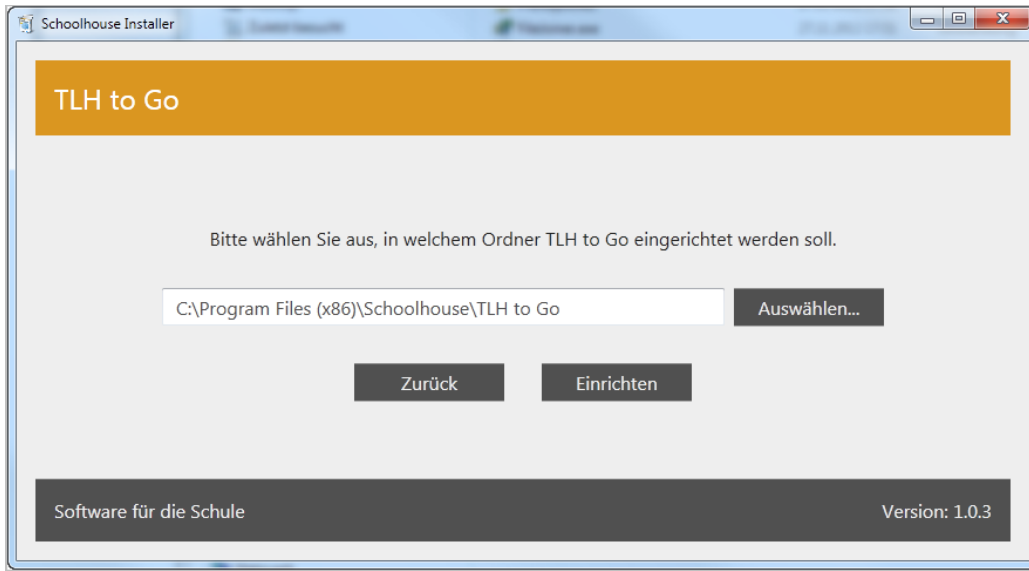 Schoolhouse Installer
TLH to Go
Bitte wählen Sie aus, in welchem Ordner TLH to Go eingerichtet werden soll.
C:\Program Files (x86)\Schoolhouse\TLH to Go
Auswählen...
Zurück
Einrichten
Software für die Schule
Version: 1.0.3